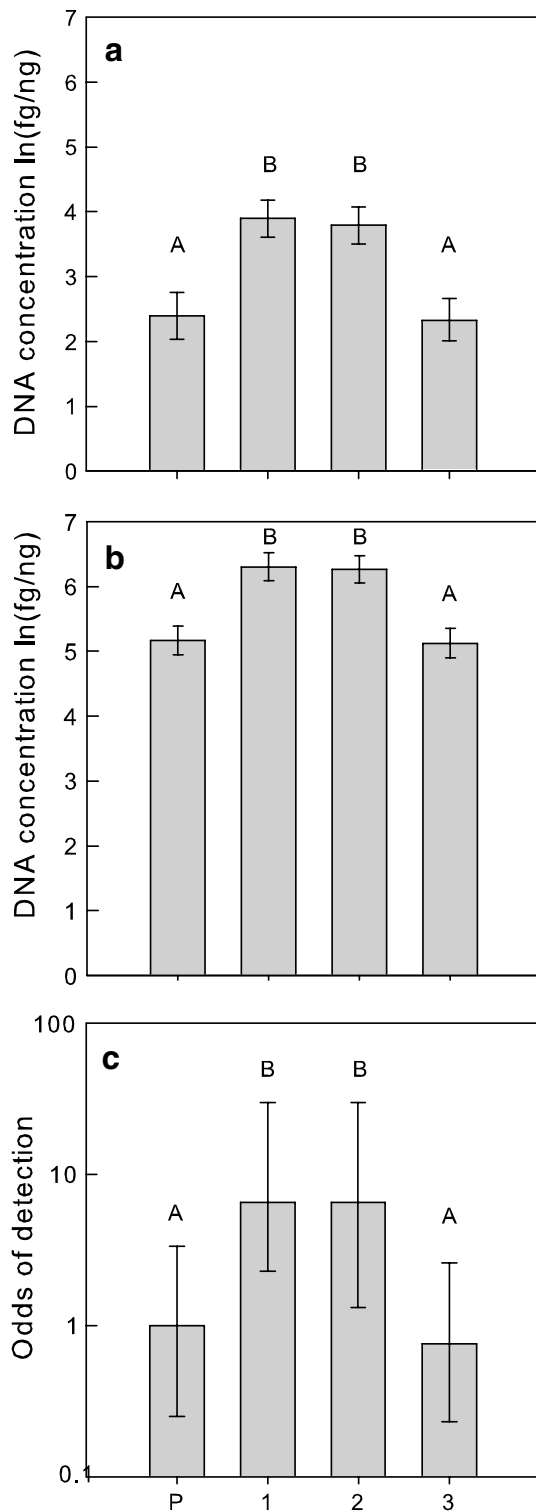 a
DNA concentration ln(fg/ng)
7
6
5
4
3
2
1
0
A
B
B
A
b
DNA concentration ln(fg/ng)
7
6
5
4
3
2
1
0
A
B
B
A
c
Odds of detection
100
10
1
0.1
A
B
B
A
P 1 2 3